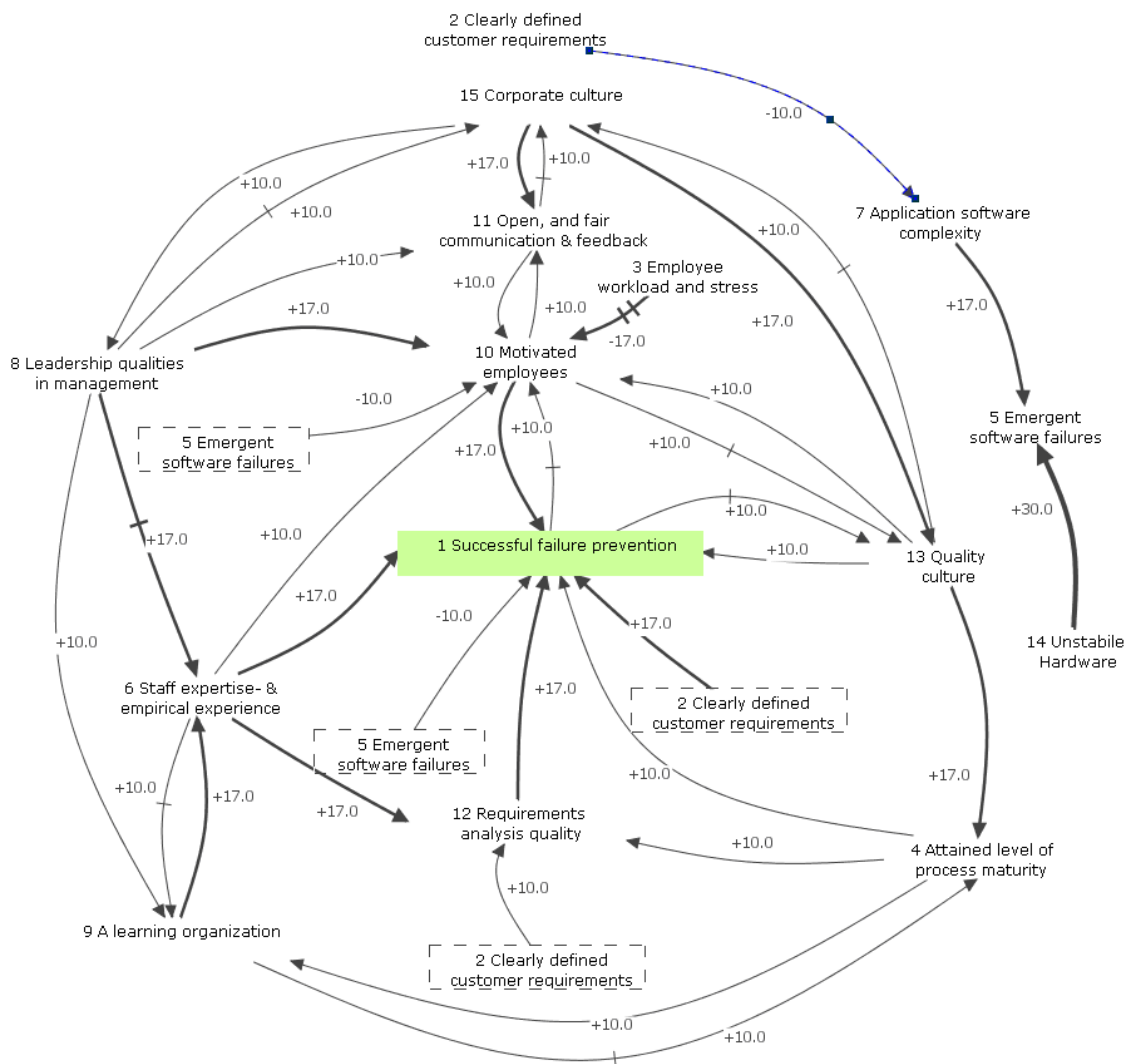 2 Clearly defined
customer requirements
-10.0
15 Corporate culture
+17.0
+10.0
+10.0
+10.0
11 Open, and fair
communication & feedback
7 Application software
complexity
+10.0
+10.0
3 Employee
workload and stress
+10.0
+10.0
+17.0
+17.0
+17.0
-17.0
8 Leadership qualities
in management
10 Motivated
employees
-10.0
+10.0
5 Emergent
software failures
5 Emergent
software failures
+17.0
+10.0
+10.0
+30.0
+10.0
+17.0
+10.0
1 Successful failure prevention
+10.0
13 Quality
culture
+17.0
-10.0
+17.0
+10.0
14 Unstabile
Hardware
6 Staff expertise- &
empirical experience
+17.0
2 Clearly defined
customer requirements
5 Emergent
software failures
+10.0
+17.0
+17.0
+10.0
+17.0
12 Requirements
analysis quality
+10.0
4 Attained level of
process maturity
+10.0
9 A learning organization
2 Clearly defined
customer requirements
+10.0
+10.0